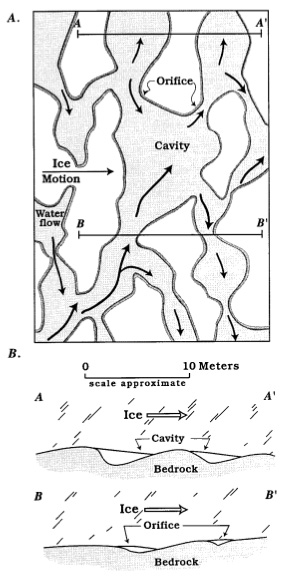 A.
A A'
Orifice
Cavity
Ice
Motion
Water
flow
B B'
B.
0 10 Meters
scale approximate
A A'
Ice
Cavity
Bedrock
B B'
Ice
Orifice
Bedrock